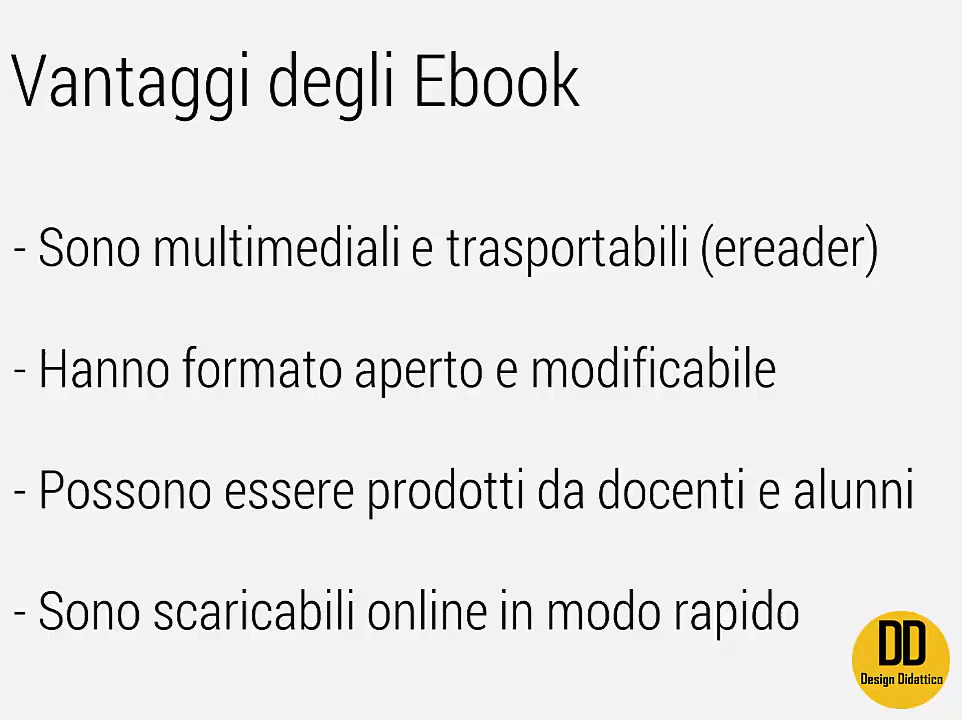 Vantaggi degli Ebook
- Sono multimediali e trasportabili (ereader)
- Hanno formato aperto e modificabile
- Possono essere prodotti da docenti e alunni
- Sono scaricabili online in modo rapido
DD
Design Didattico